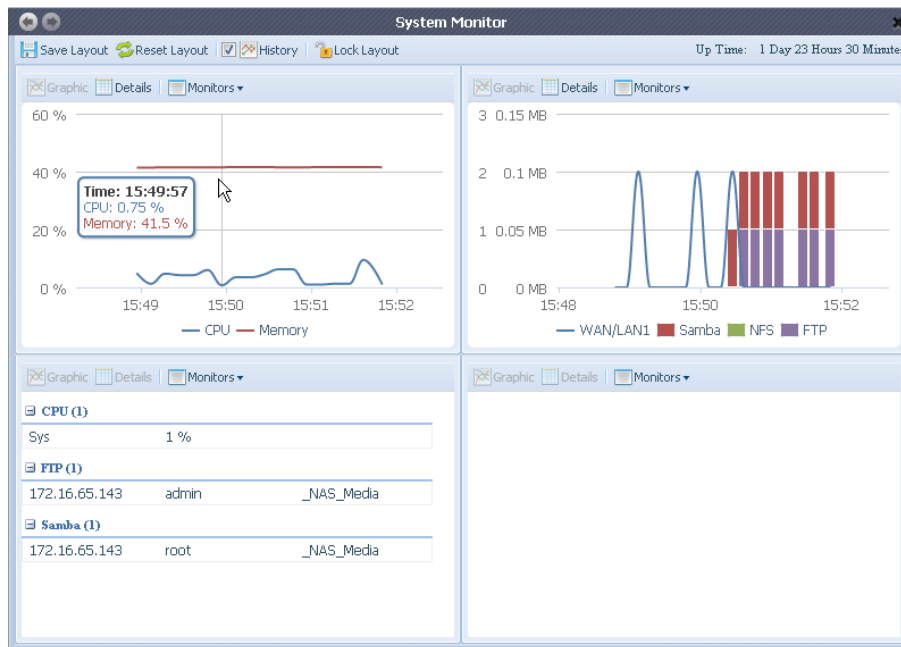 System Monitor
Save Layout Reset Layout History Lock Layout Up Time: 1 Day 23 Hours 30 Minute
Graphic Details Monitors
60 %
40 %
20 %
0 %
Time: 15:49:57
CPU: 0.75 %
Memory: 41.5 %
15:49 15:50 15:51 15:52
CPU Memory
Graphic Details Monitors
3 0.15 MB
2 0.1 MB
1 0.05 MB
0 0 MB
15:48 15:50 15:52
WAN/LAN1 Samba NFS FTP
Graphic Details Monitors
CPU (1)
Sys 1 %
FTP (1)
172.16.65.143 admin _NAS_Media
Samba (1)
172.16.65.143 root _NAS_Media
Graphic Details Monitors